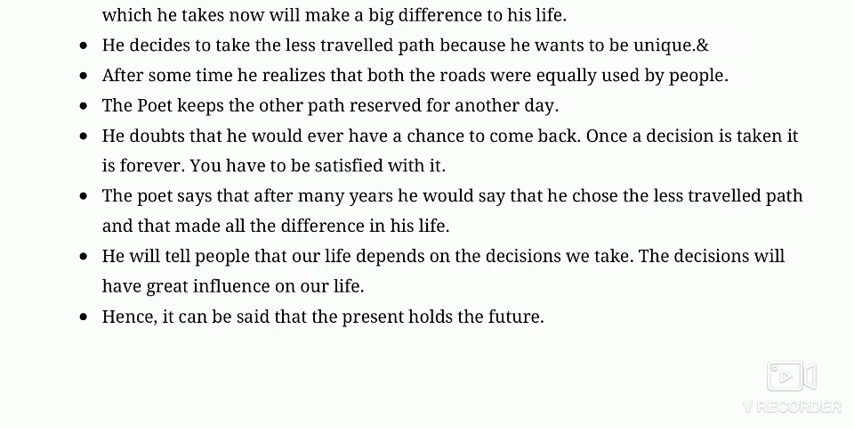 which he takes now will make a big difference to his life.
• He decides to take the less travelled path because he wants to be unique.&
• After some time he realizes that both the roads were equally used by people.
• The Poet keeps the other path reserved for another day.
• He doubts that he would ever have a chance to come back. Once a decision is taken it
is forever. You have to be satisfied with it.
• The poet says that after many years he would say that he chose the less travelled path
and that made all the difference in his life.
• He will tell people that our life depends on the decisions we take. The decisions will
have great influence on our life.
• Hence, it can be said that the present holds the future.
V RECORDER